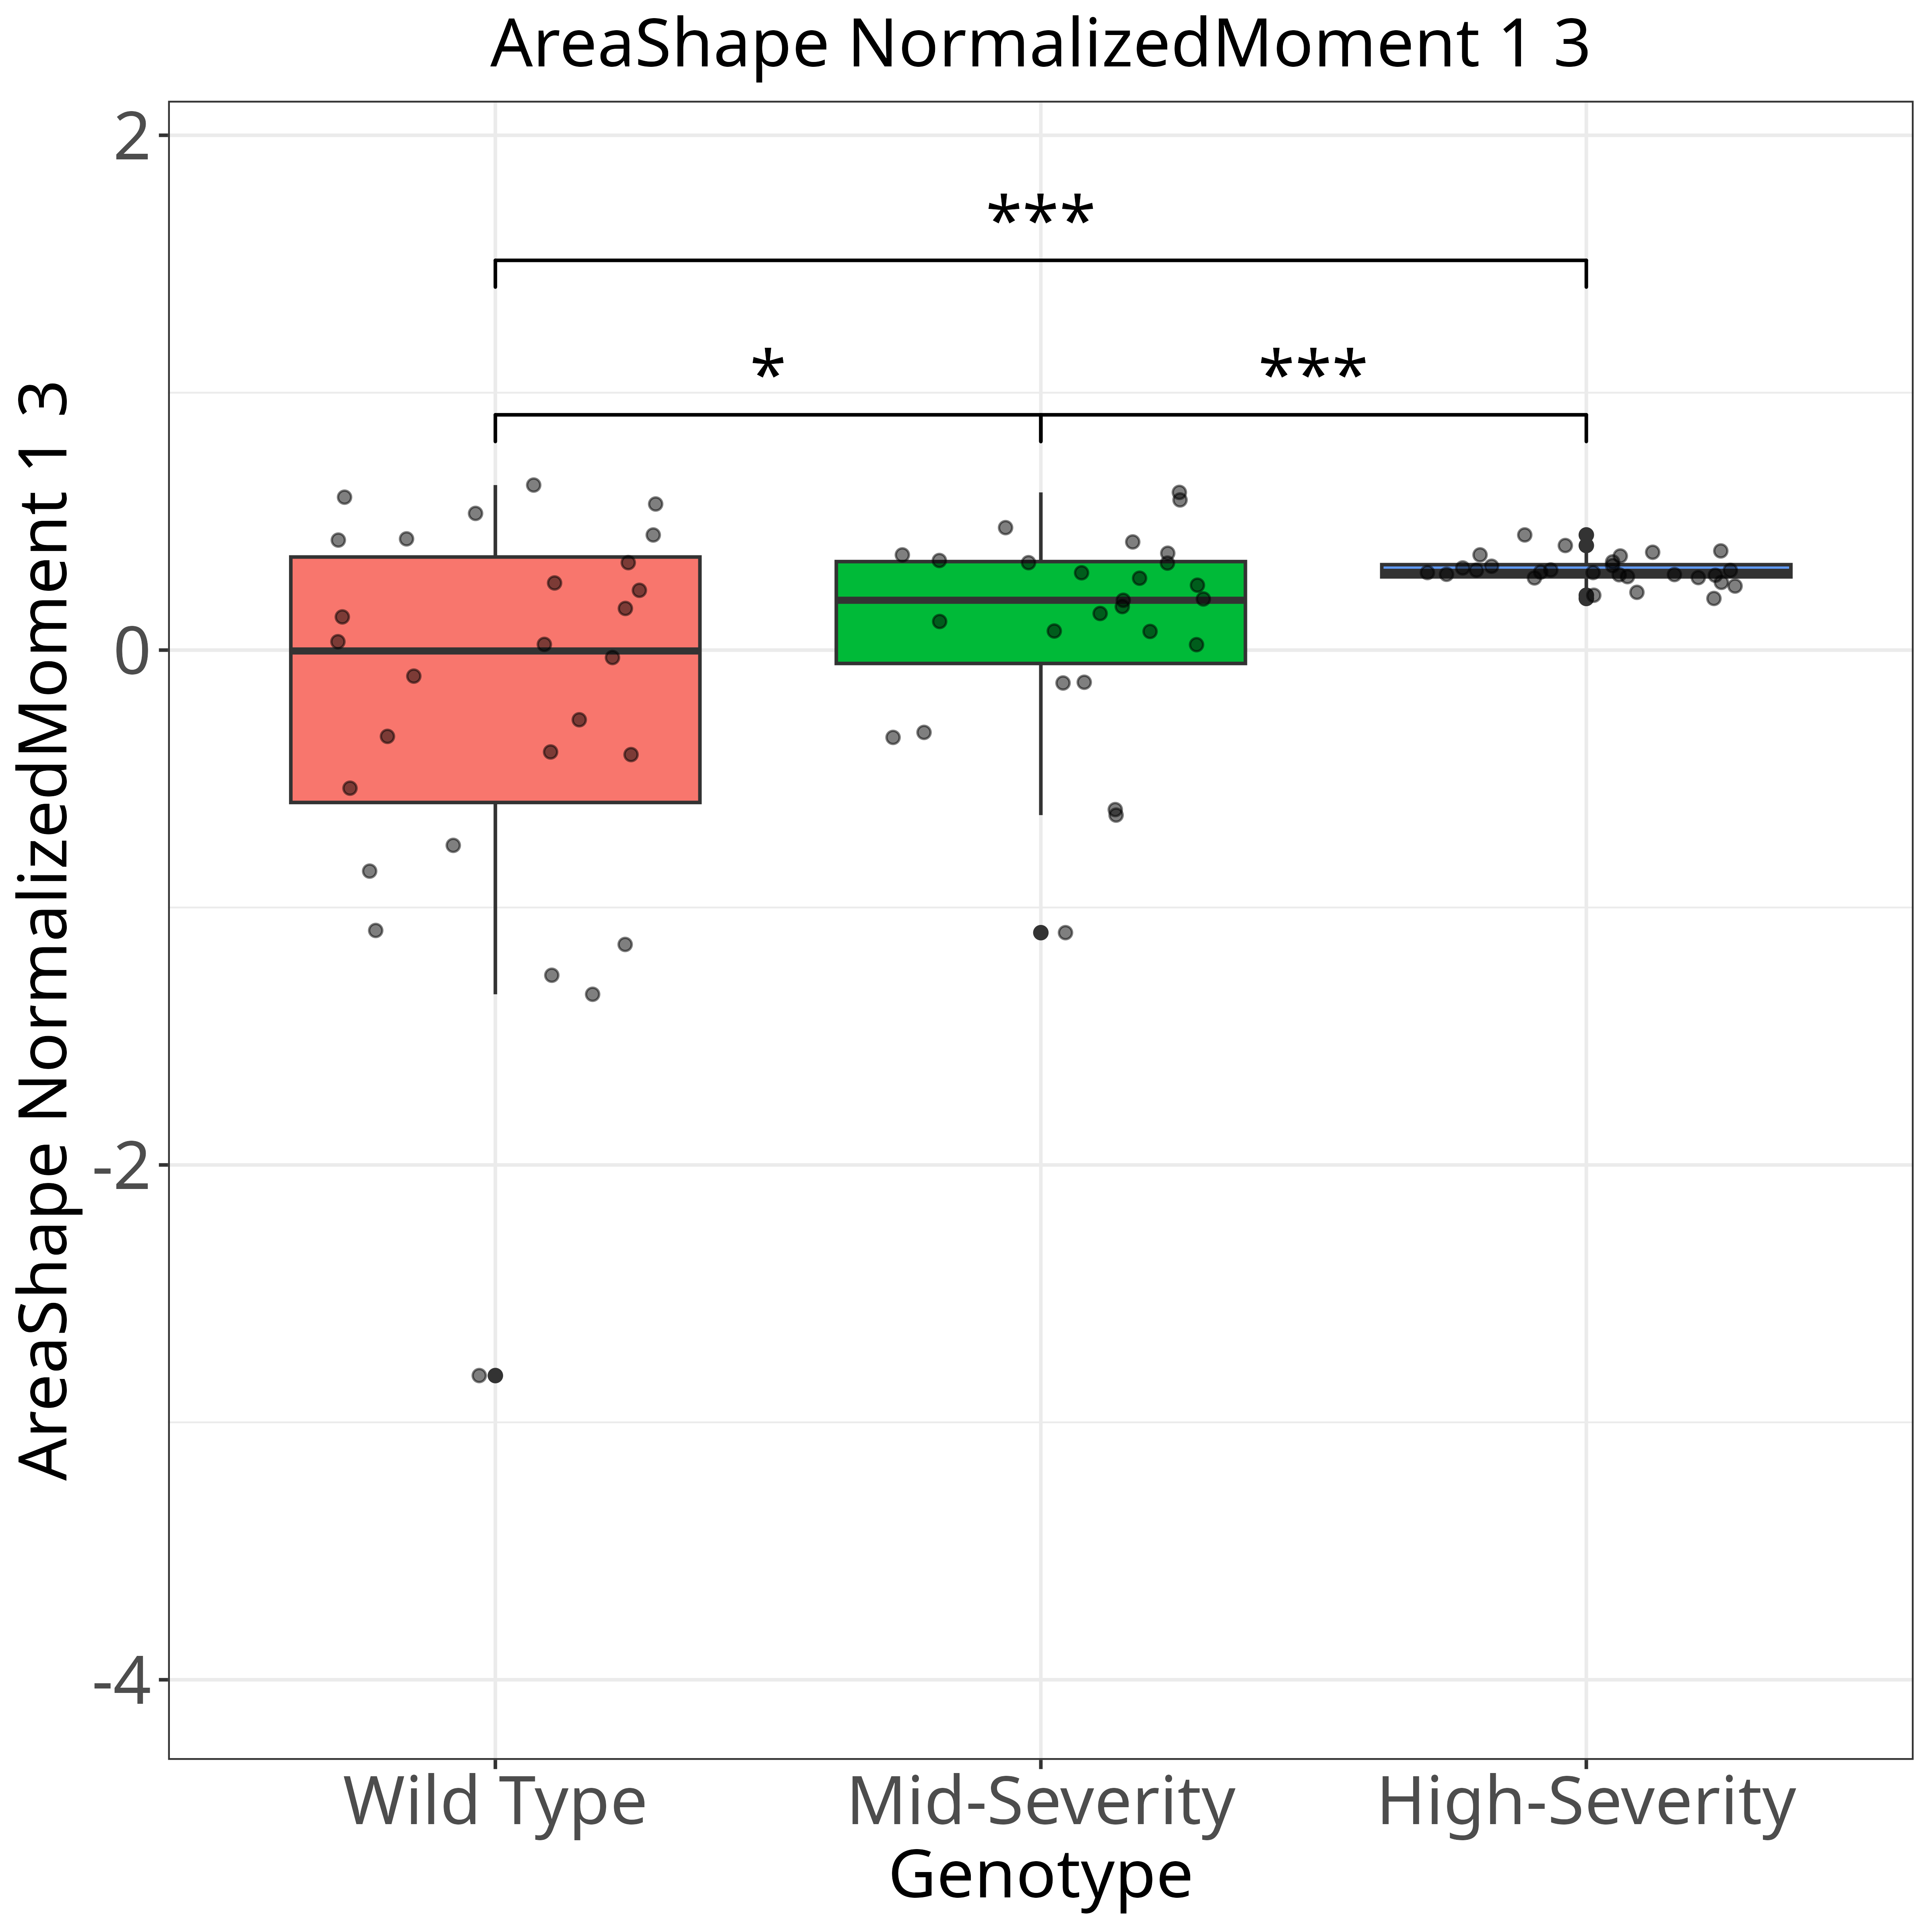 AreaShape NormalizedMoment 1 3
AreaShape NormalizedMoment 1 3
2
0
-2
-4
***
*
***
Wild Type
Mid-Severity
High-Severity
Genotype